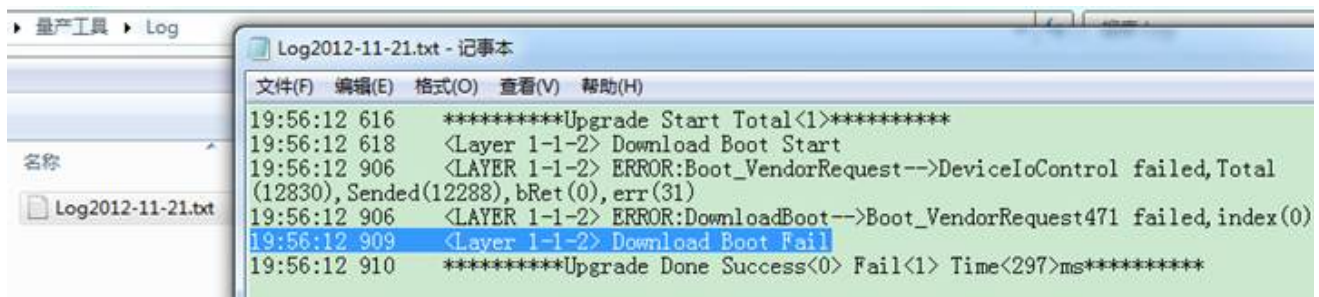 量产工具 ▸ Log
Log2012-11-21.txt - 记事本
文件(F) 编辑(E) 格式(O) 查看(V) 帮助(H)
19:56:12 616 **********Upgrade Start Total<1>**********
19:56:12 618 <Layer 1-1-2> Download Boot Start
19:56:12 906 <LAYER 1-1-2> ERROR:Boot_VendorRequest-->DeviceIoControl failed,Total
(12830),Sended(12288),bRet(0),err(31)
19:56:12 906 <LAYER 1-1-2> ERROR:DownloadBoot-->Boot_VendorRequest471 failed,index(0)
19:56:12 909 <Layer 1-1-2> Download Boot Fail
19:56:12 910 **********Upgrade Done Success<0> Fail<1> Time<297>ms**********
名称
Log2012-11-21.txt